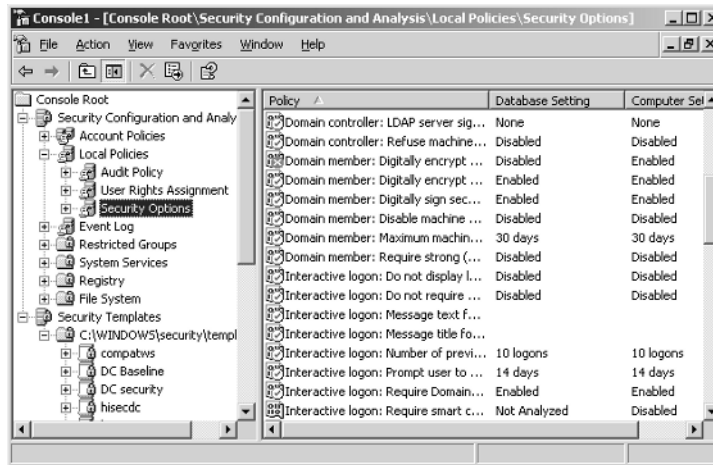 Console1 - [Console Root\Security Configuration and Analysis\Local Policies\Security Options]
File Action View Favorites Window Help
Console Root
Security Configuration and Analy
Account Policies
Local Policies
Audit Policy
User Rights Assignment
Security Options
Event Log
Restricted Groups
System Services
Registry
File System
Security Templates
C:\WINDOWS\security\templ
compatws
DC Baseline
DC security
hisecdc
Policy Database Setting Computer Set
Domain controller: LDAP server sig... None None
Domain controller: Refuse machine... Disabled Disabled
Domain member: Digitally encrypt ... Disabled Enabled
Domain member: Digitally encrypt ... Enabled Enabled
Domain member: Digitally sign sec... Enabled Enabled
Domain member: Disable machine ... Disabled Disabled
Domain member: Maximum machin... 30 days 30 days
Domain member: Require strong (... Disabled Disabled
Interactive logon: Do not display l... Disabled Disabled
Interactive logon: Do not require ... Disabled Disabled
Interactive logon: Message text f...
Interactive logon: Message title fo...
Interactive logon: Number of previ... 10 logons 10 logons
Interactive logon: Prompt user to ... 14 days 14 days
Interactive logon: Require Domain... Enabled Enabled
Interactive logon: Require smart c... Not Analyzed Disabled